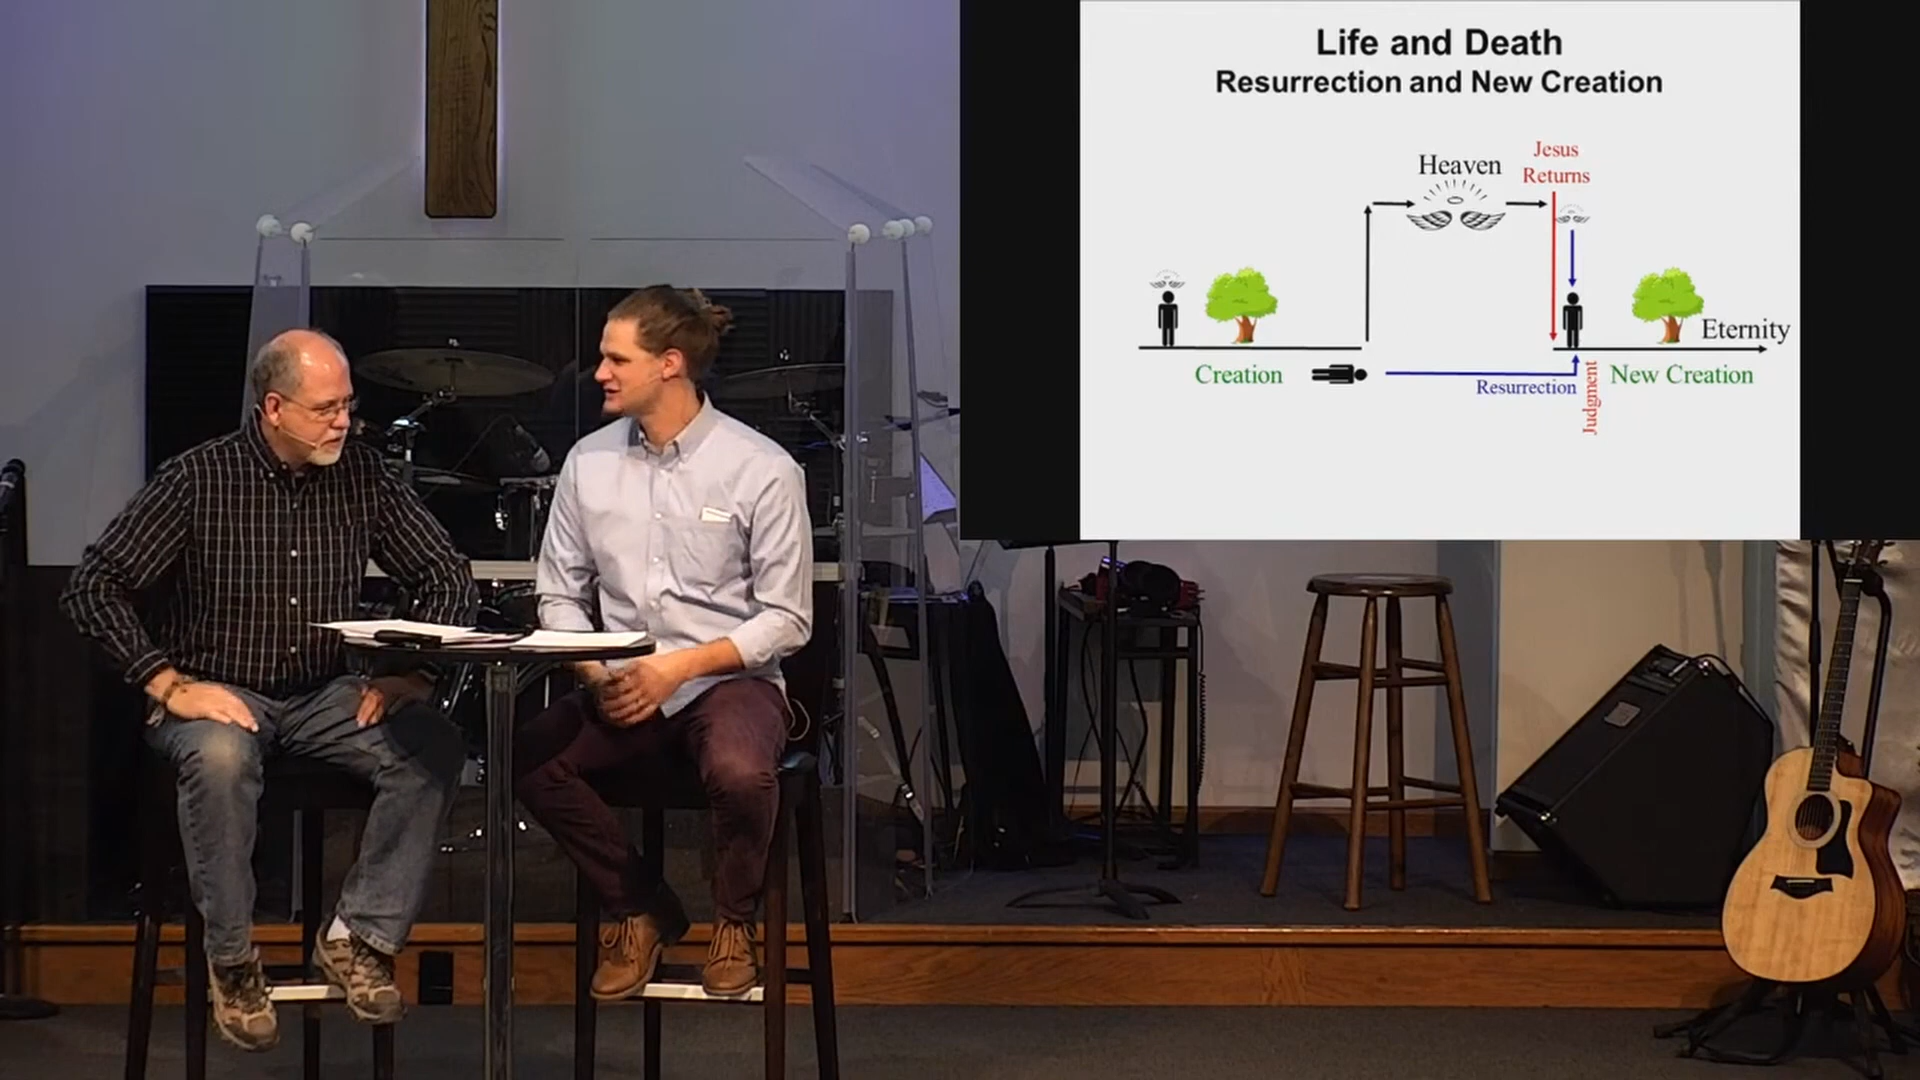 Life and Death
Resurrection and New Creation
Heaven
Jesus
Returns
Eternity
Creation
Resurrection
Judgment
New Creation